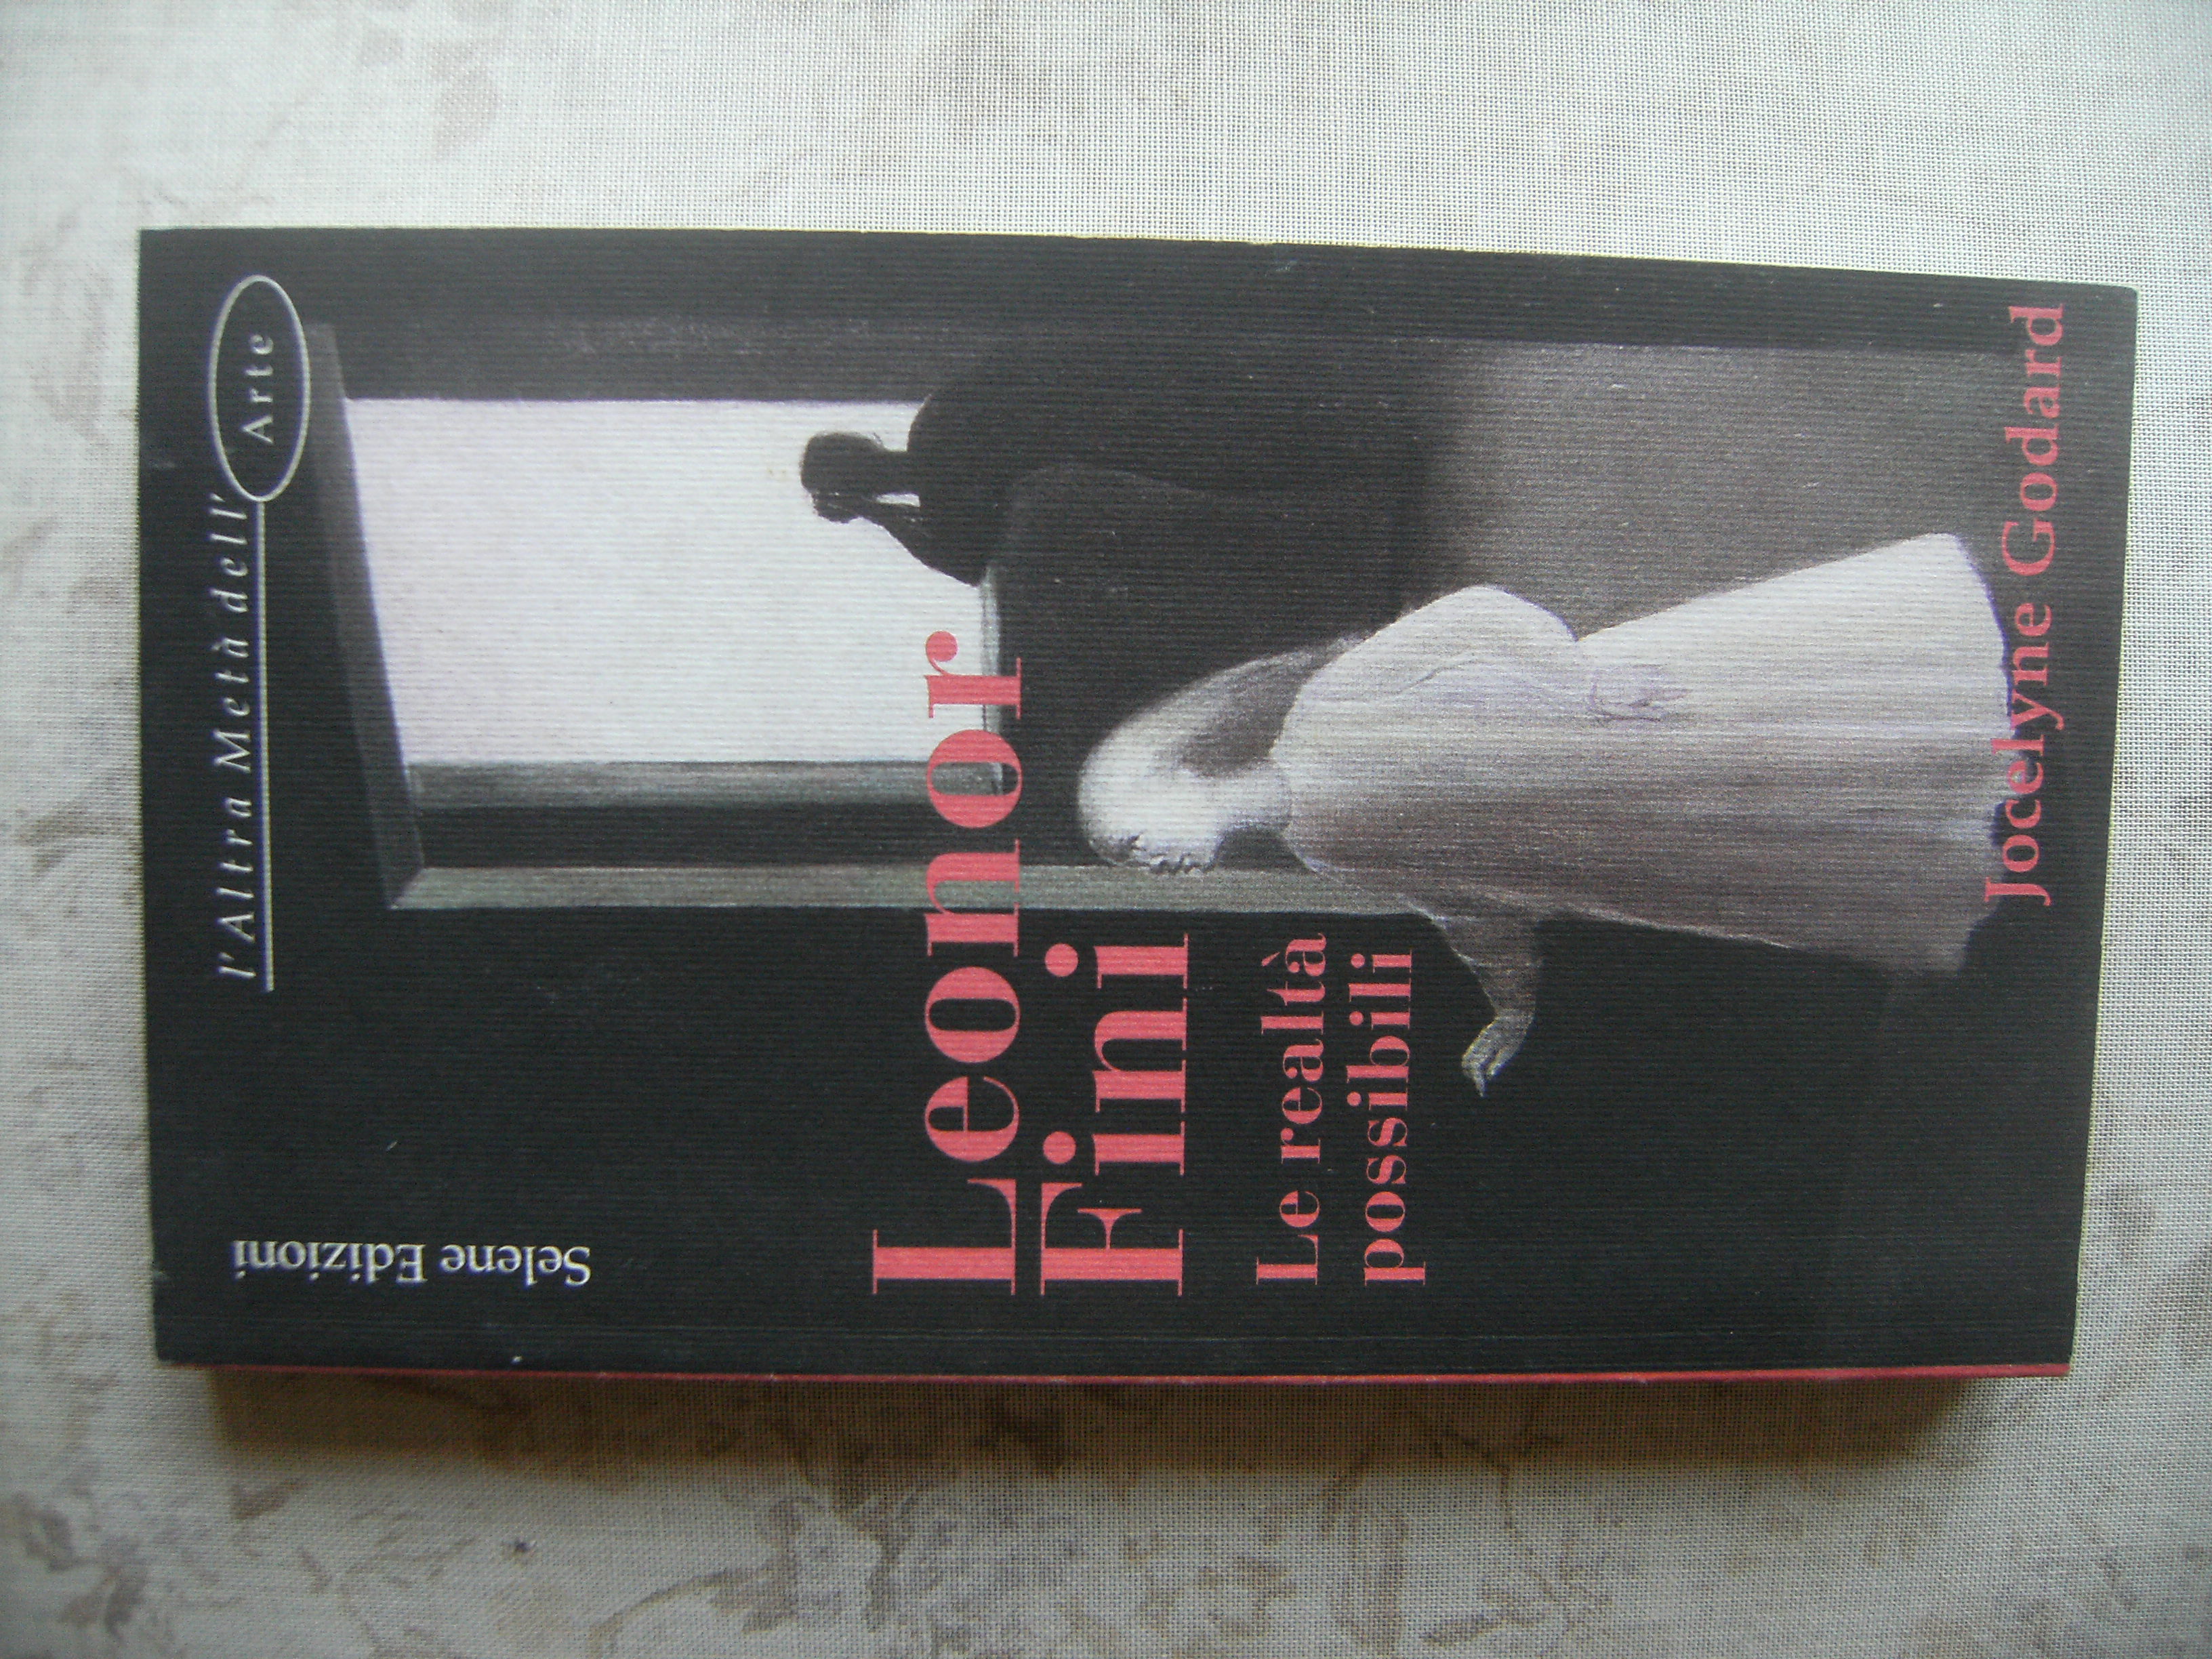 l'Altra Metà dell'Arte
Selene Edizioni
Leonor
Fini
Le realtà
possibili
Jocelyne Godard